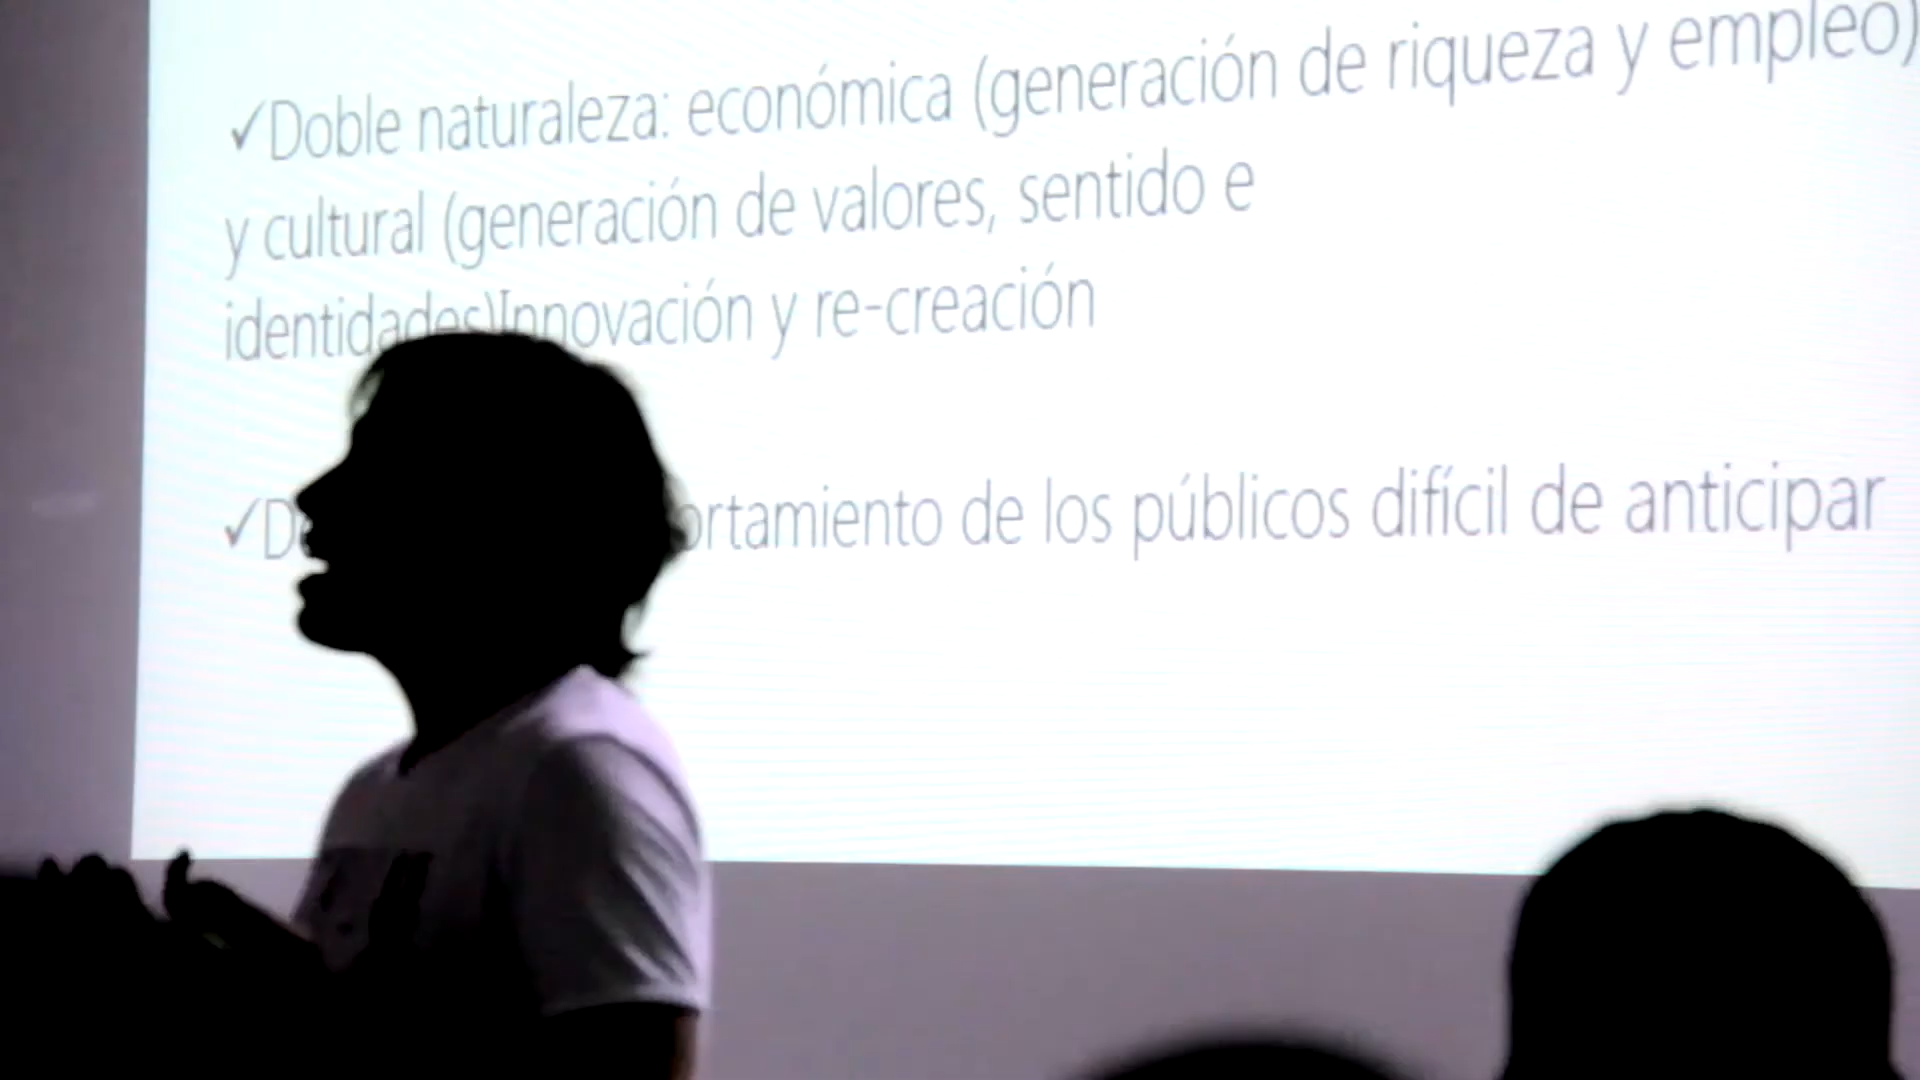 ✓Doble naturaleza: económica (generación de riqueza y empleo)
y cultural (generación de valores, sentido e
identidades)Innovación y re-creación
de los públicos difícil de anticipar